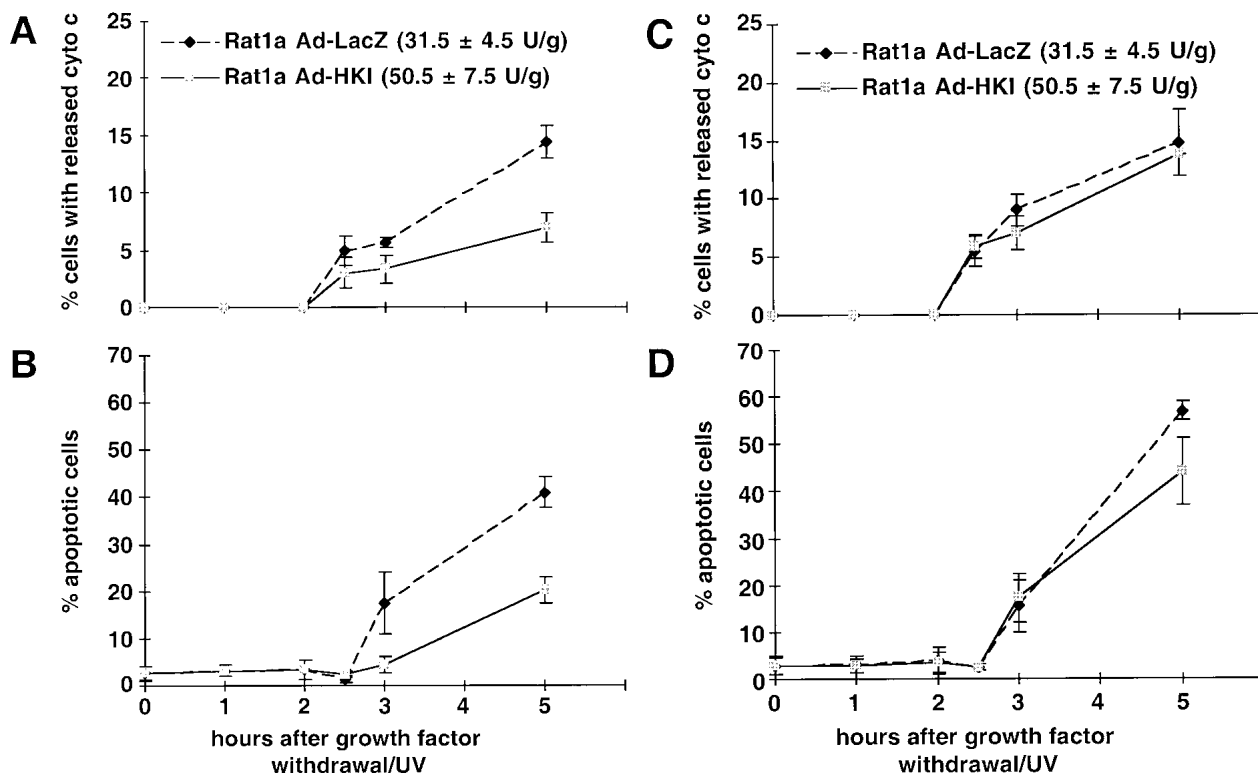 A
% cells with released cyto c
25
20
15
10
5
0
Rat1a Ad-LacZ (31.5 ± 4.5 U/g)
Rat1a Ad-HKI (50.5 ± 7.5 U/g)
C
% cells with released cyto c
25
20
15
10
5
0
Rat1a Ad-LacZ (31.5 ± 4.5 U/g)
Rat1a Ad-HKI (50.5 ± 7.5 U/g)
B
% apoptotic cells
70
60
50
40
30
20
10
0
0 1 2 3 4 5
hours after growth factor
withdrawal/UV
D
% apoptotic cells
70
60
50
40
30
20
10
0
0 1 2 3 4 5
hours after growth factor
withdrawal/UV